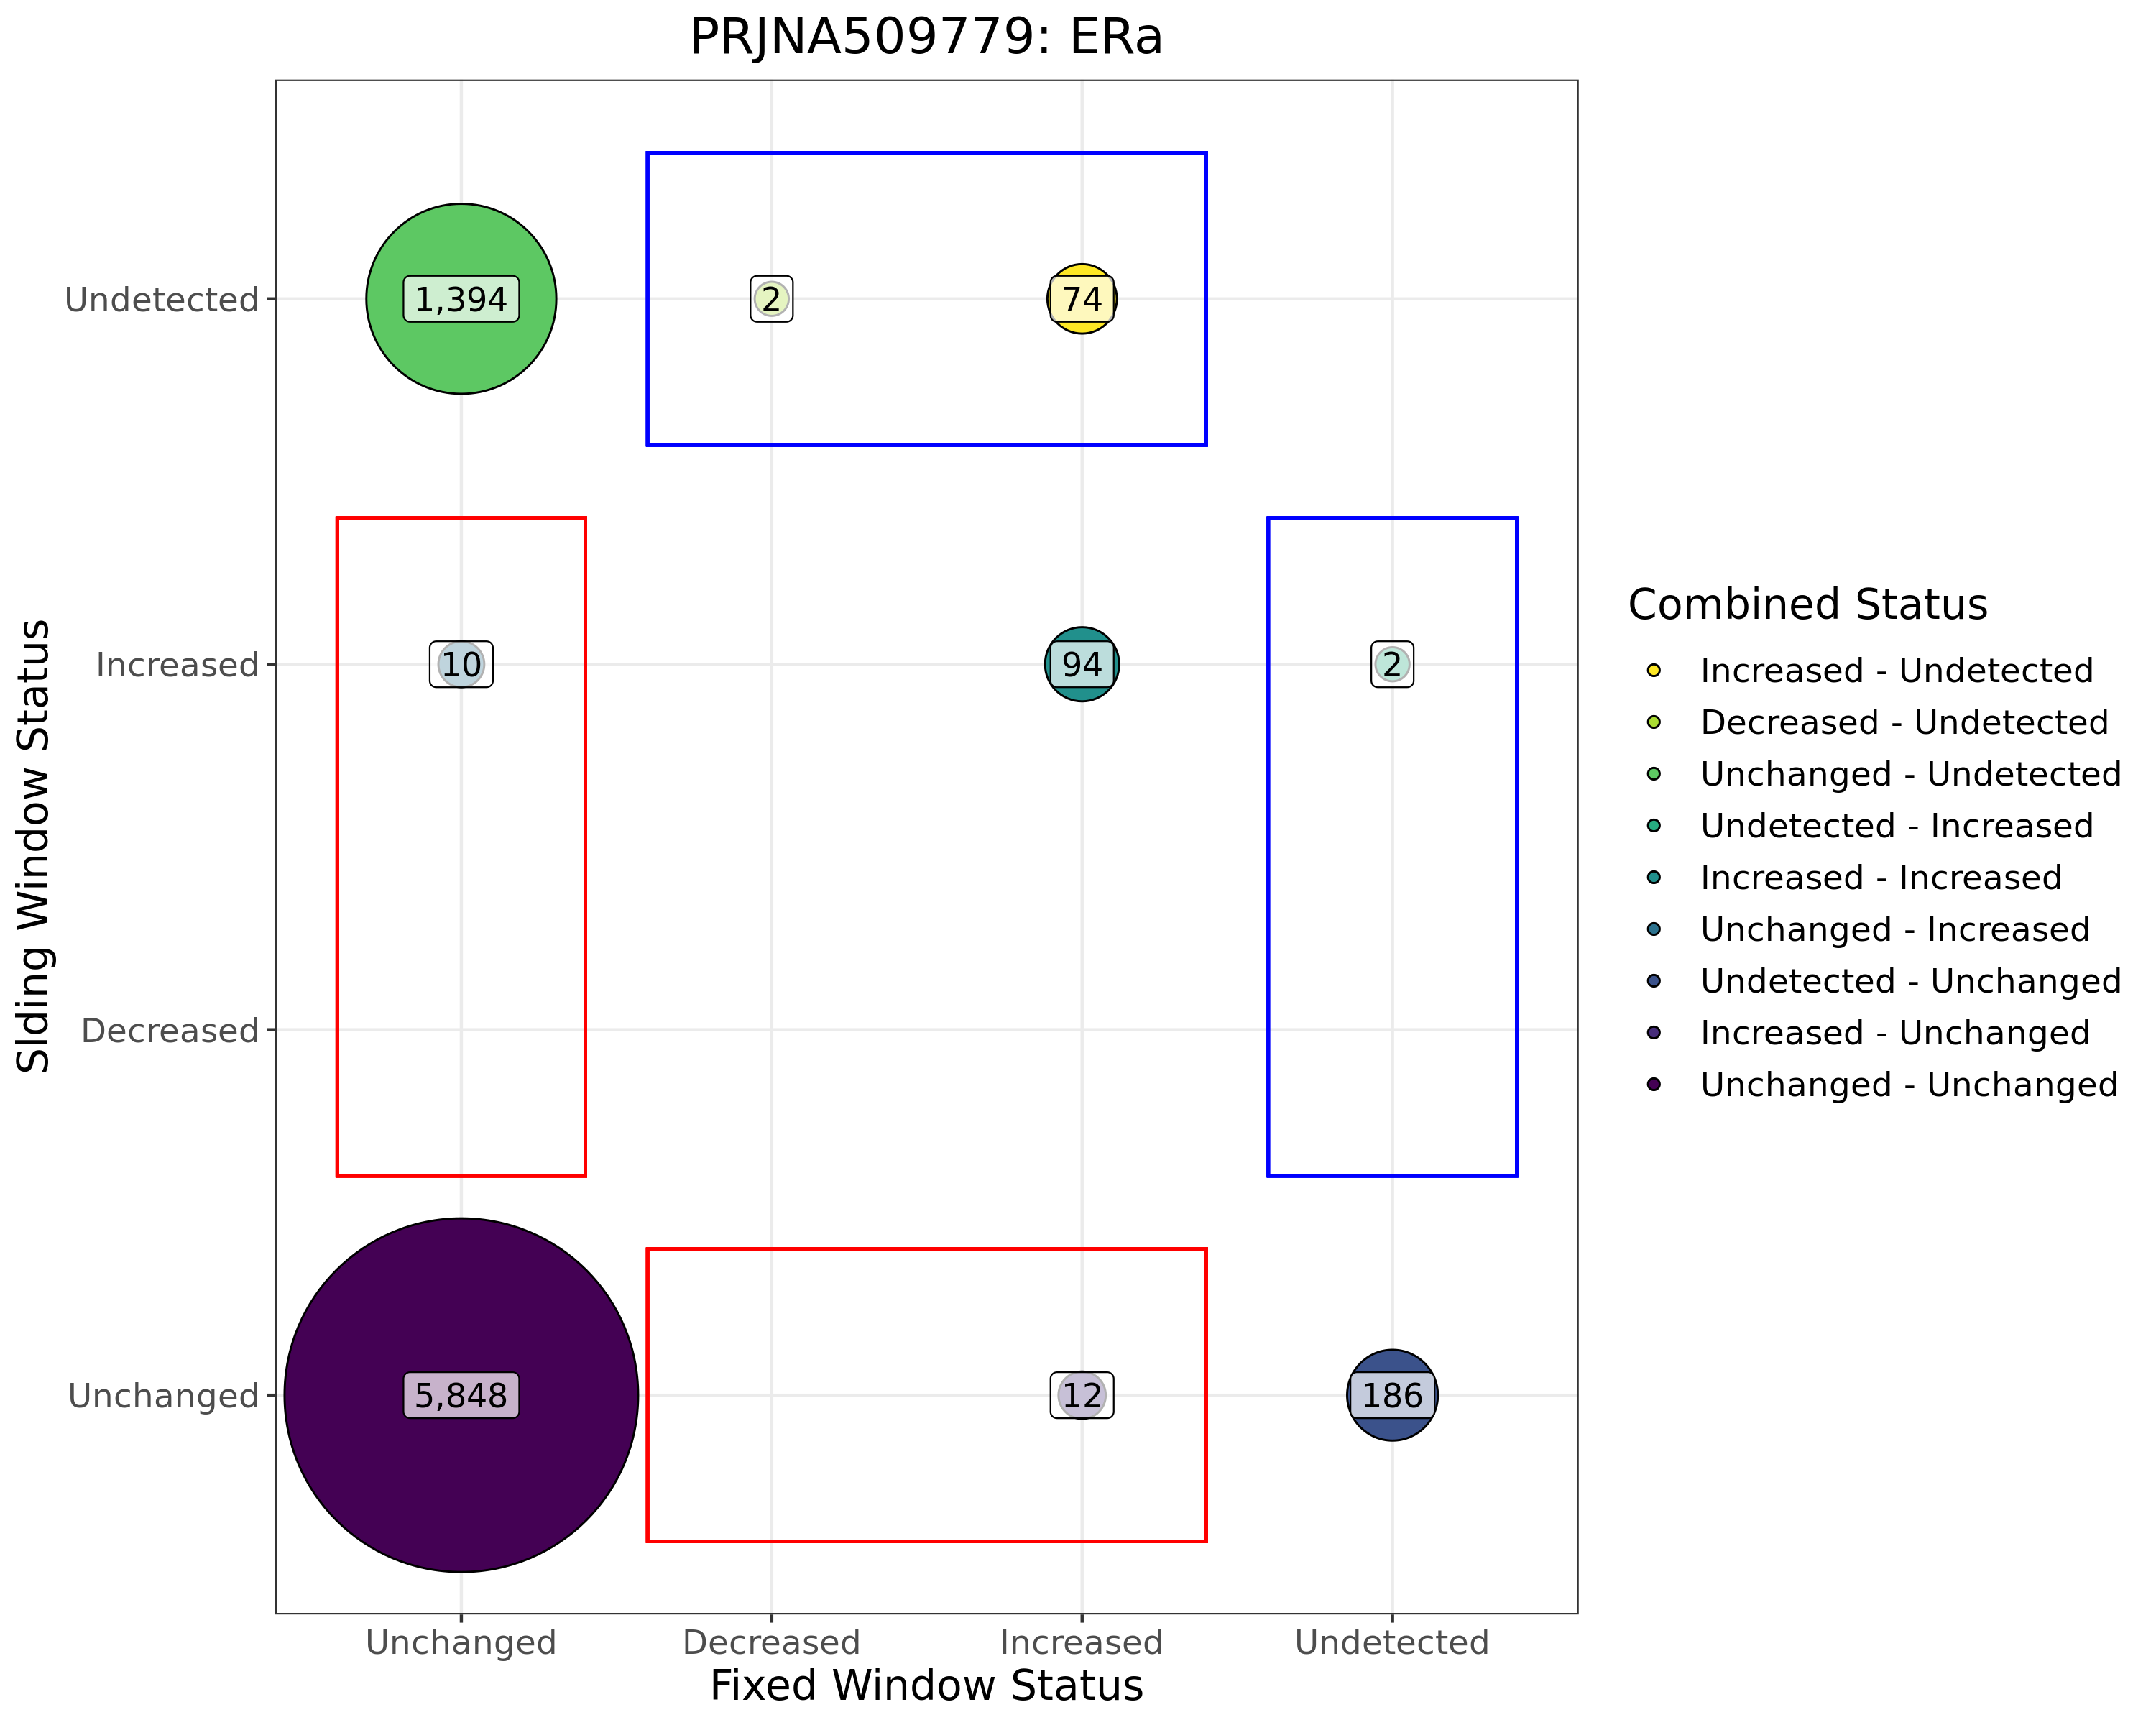 PRJNA509779: ERa
Undetected
1,394
2
74
Increased
10
94
2
Decreased
Unchanged
5,848
12
186
Slding Window Status
Unchanged
Decreased
Increased
Undetected
Fixed Window Status
Combined Status
Increased - Undetected
Decreased - Undetected
Unchanged - Undetected
Undetected - Increased
Increased - Increased
Unchanged - Increased
Undetected - Unchanged
Increased - Unchanged
Unchanged - Unchanged